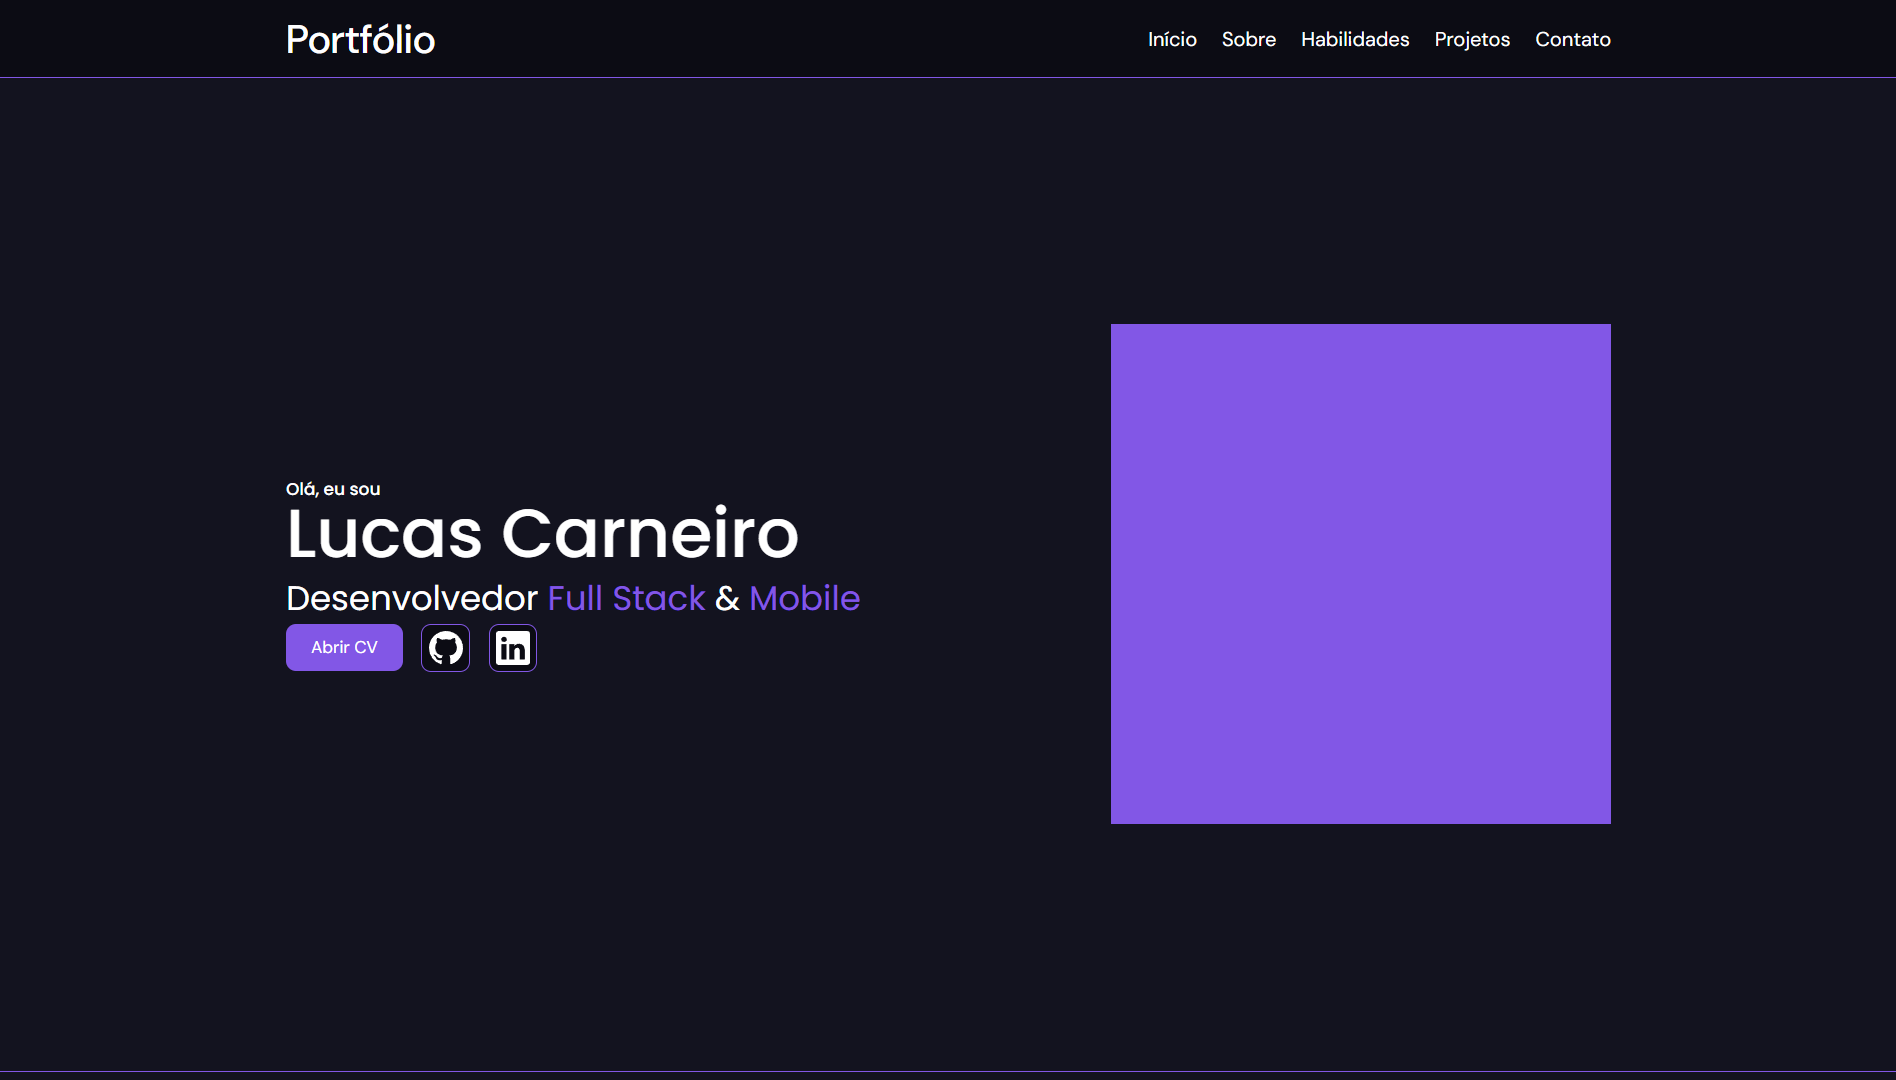 Portfólio
Início Sobre Habilidades Projetos Contato
Olá, eu sou
Lucas Carneiro
Desenvolvedor Full Stack & Mobile
Abrir CV
in